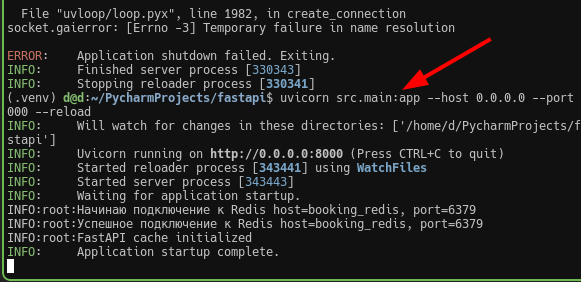 File "uvloop/loop.pyx", line 1982, in create_connection
socket.gaierror: [Errno -3] Temporary failure in name resolution
ERROR:    Application shutdown failed. Exiting.
INFO:     Finished server process [330343]
INFO:     Stopping reloader process [330341]
(.venv) d@d:~/PycharmProjects/fastapi$ uvicorn src.main:app --host 0.0.0.0 --port
000 --reload
INFO:     Will watch for changes in these directories: ['/home/d/PycharmProjects/f
stapi']
INFO:     Uvicorn running on http://0.0.0.0:8000 (Press CTRL+C to quit)
INFO:     Started reloader process [343441] using WatchFiles
INFO:     Started server process [343443]
INFO:     Waiting for application startup.
INFO:root:Начинаю подключение к Redis host=booking_redis, port=6379
INFO:root:Успешное подключение к Redis host=booking_redis, port=6379
INFO:root:FastAPI cache initialized
INFO:     Application startup complete.